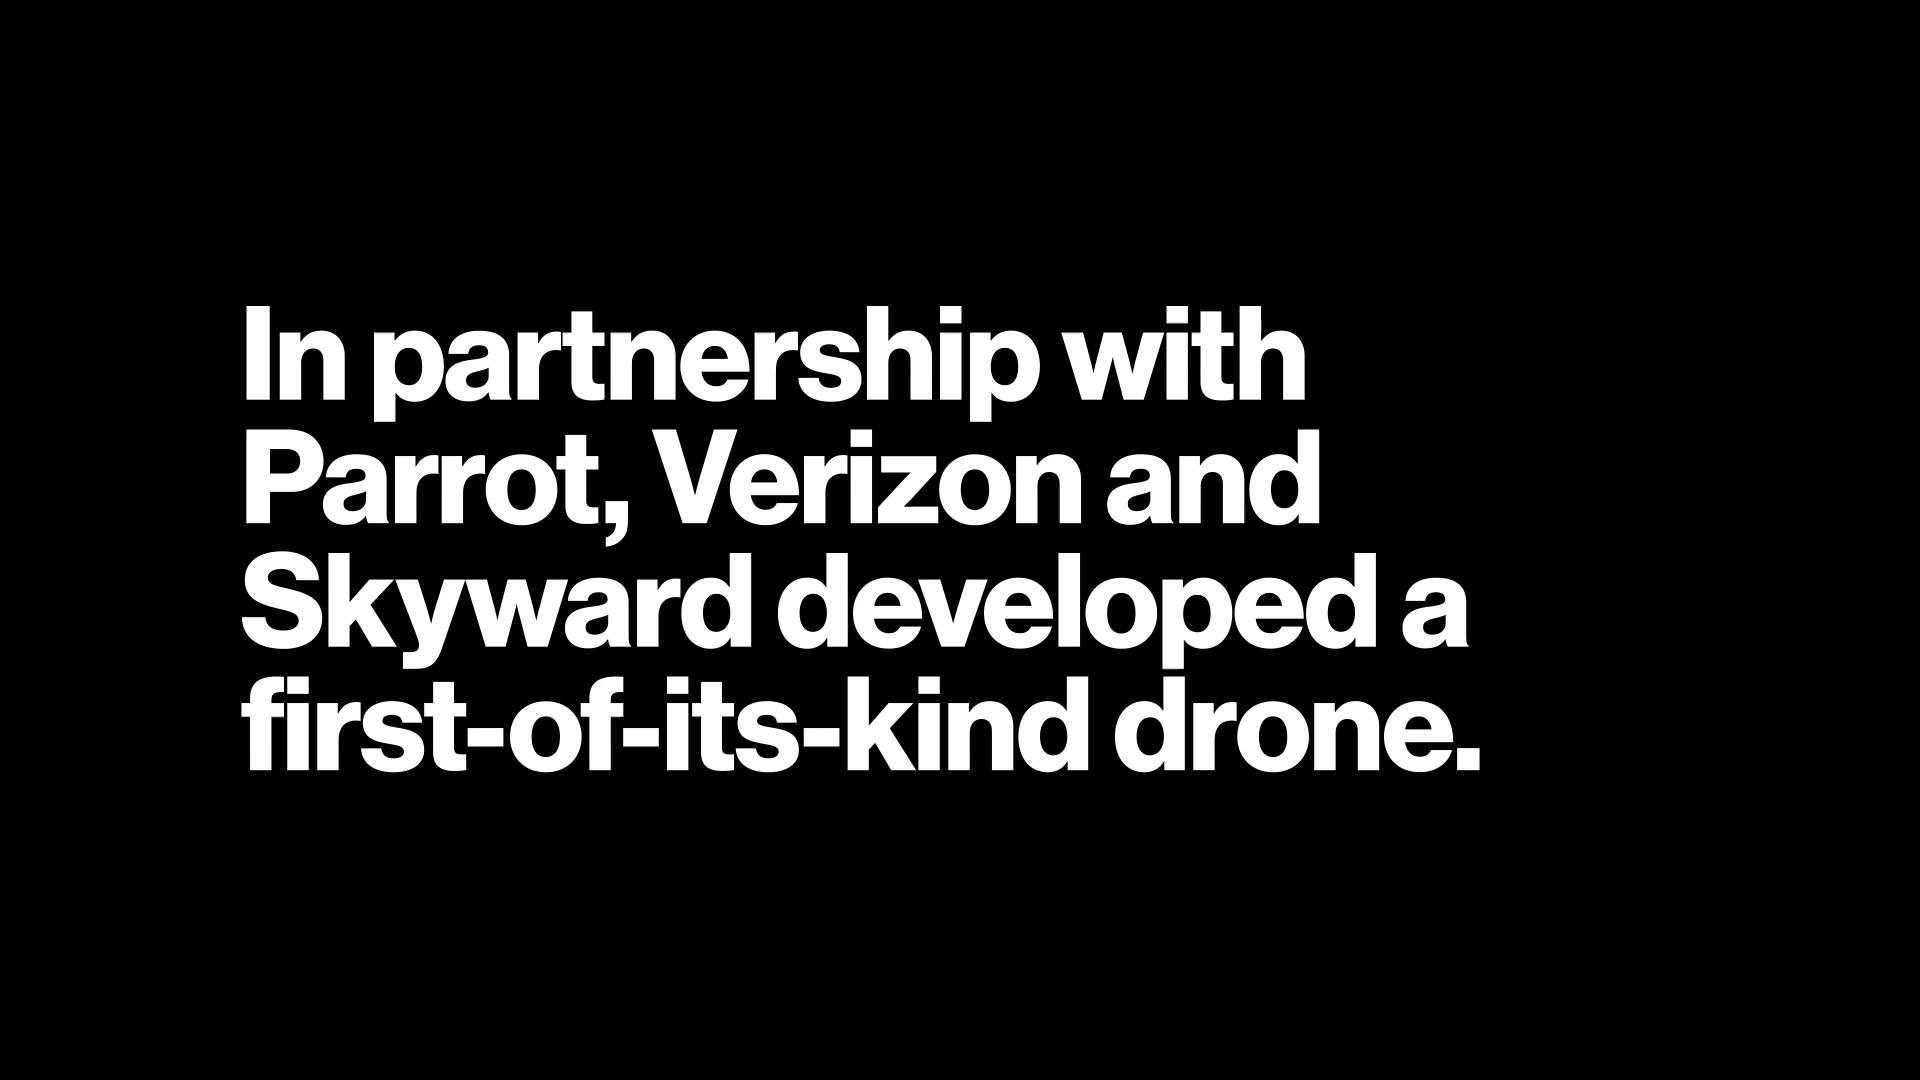 In partnership with
Parrot, Verizon and
Skyward developed a
first-of-its-kind drone.